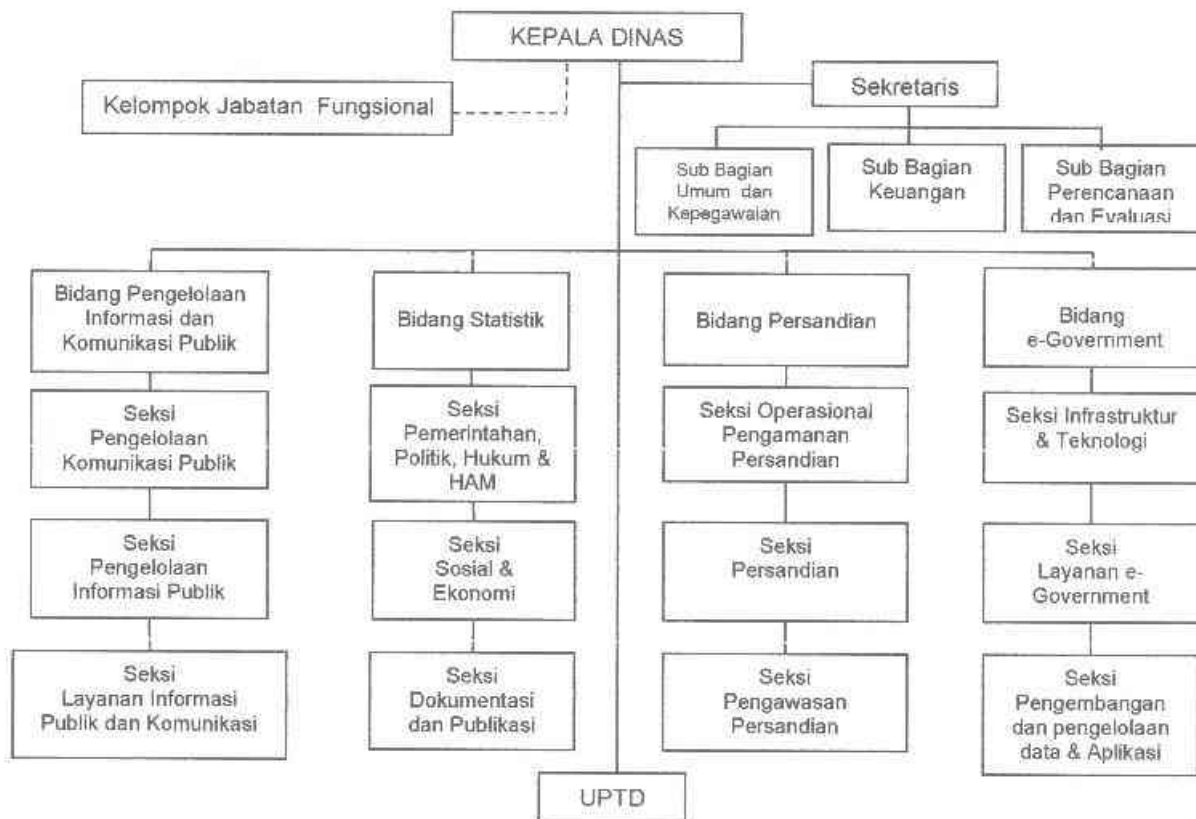 KEPALA DINAS
Kelompok Jabatan Fungsional
Sekretaris
Sub Bagian
Umum dan
Kepegawaian
Sub Bagian
Keuangan
Sub Bagian
Perencanaan
dan Evaluasi
Bidang Pengelolaan
Informasi dan
Komunikasi Publik
Bidang Statistik
Bidang Persandian
Bidang
e-Government
Seksi
Pengelolaan
Komunikasi Publik
Seksi
Pemerintahan,
Politik, Hukum &
HAM
Seksi Operasional
Pengamanan
Persandian
Seksi Infrastruktur
& Teknologi
Seksi
Pengelolaan
Informasi Publik
Seksi
Sosial &
Ekonomi
Seksi
Persandian
Seksi
Layanan e-
Government
Seksi
Layanan Informasi
Publik dan Komunikasi
Seksi
Dokumentasi
dan Publikasi
Seksi
Pengawasan
Persandian
Seksi
Pengembangan
dan pengelolaan
data & Aplikasi
UPTD